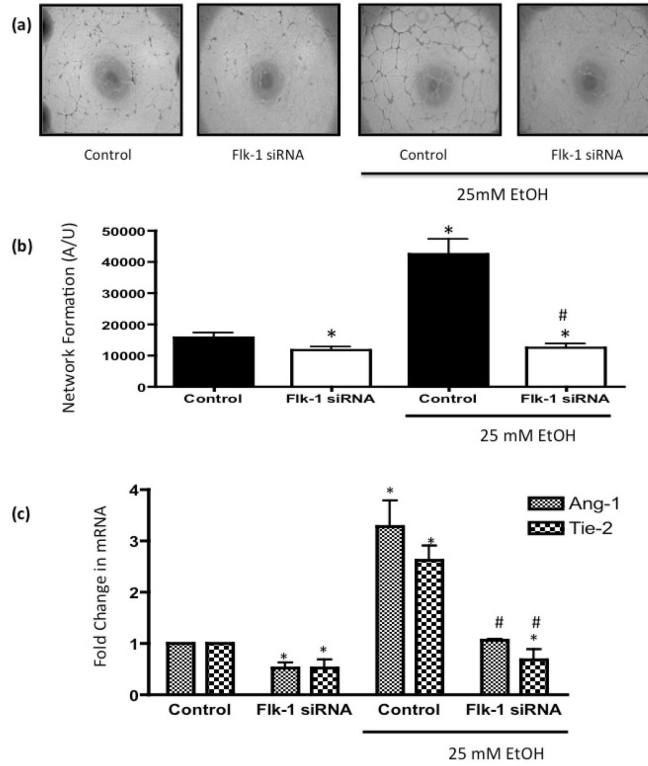 (a)
Control Flk-1 siRNA Control Flk-1 siRNA
25mM EtOH
(b)
Network Formation (A/U)
50000
40000
30000
20000
10000
0
* * # *
Control Flk-1 siRNA Control Flk-1 siRNA
25 mM EtOH
(c)
Fold Change in mRNA
4
3
2
1
0
* * * * # # *
Ang-1
Tie-2
Control Flk-1 siRNA Control Flk-1 siRNA
25 mM EtOH